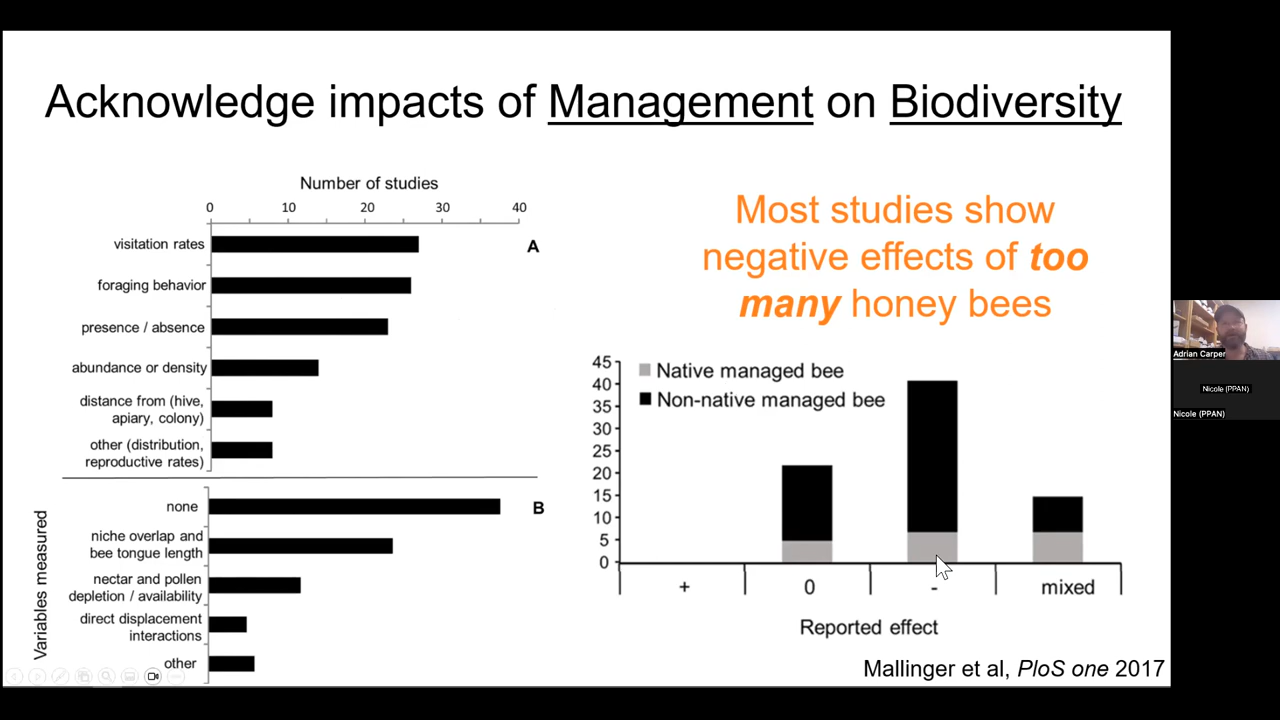 Acknowledge impacts of Management on Biodiversity
Number of studies
0 10 20 30 40
visitation rates
A
foraging behavior
presence / absence
abundance or density
distance from (hive,
apiary, colony)
other (distribution,
reproductive rates)
Variables measured
none
B
niche overlap and
bee tongue length
nectar and pollen
depletion / availability
direct displacement
interactions
other
Most studies show
negative effects of too
many honey bees
45
40
35
30
25
20
15
10
5
0
Native managed bee
Non-native managed bee
+ 0 - mixed
Reported effect
Mallinger et al, PloS one 2017
Adrian Carper
Nicole (PPAN)
Nicole (PPAN)